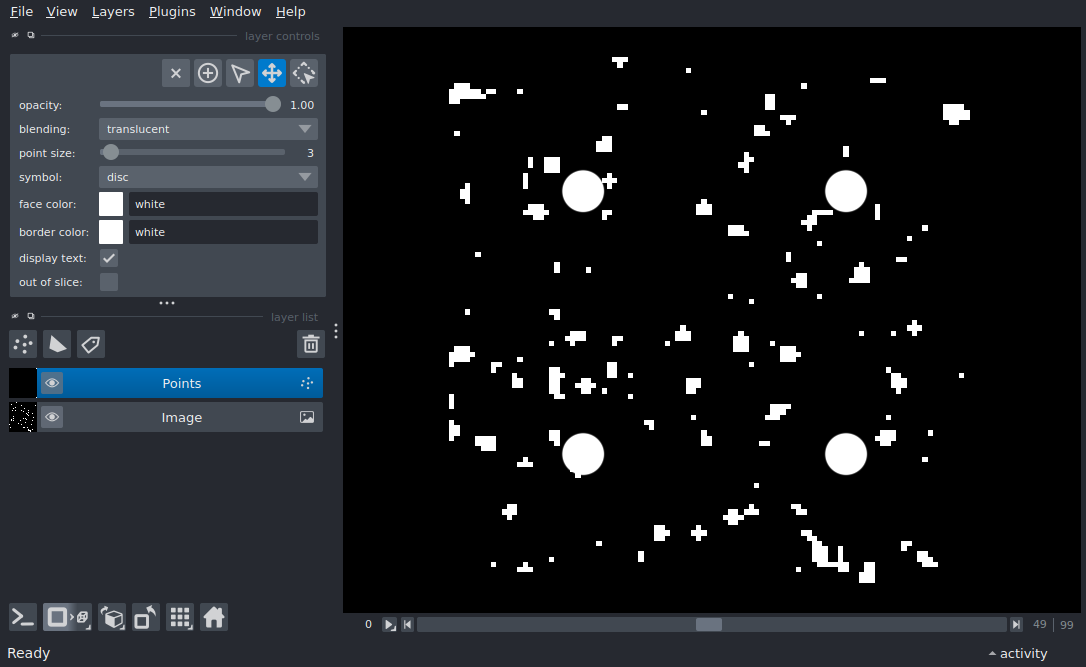 File View Layers Plugins Window Help
layer controls
opacity: 1.00
blending: translucent
point size: 3
symbol: disc
face color: white
border color: white
display text:
out of slice:
layer list
Points
Image
0 49 | 99
Ready activity